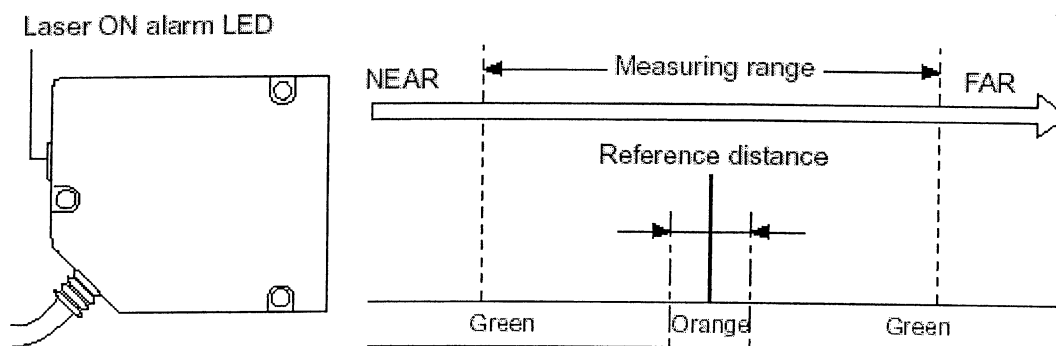 Laser ON alarm LED
NEAR
Measuring range
FAR
Reference distance
Green
Orange
Green